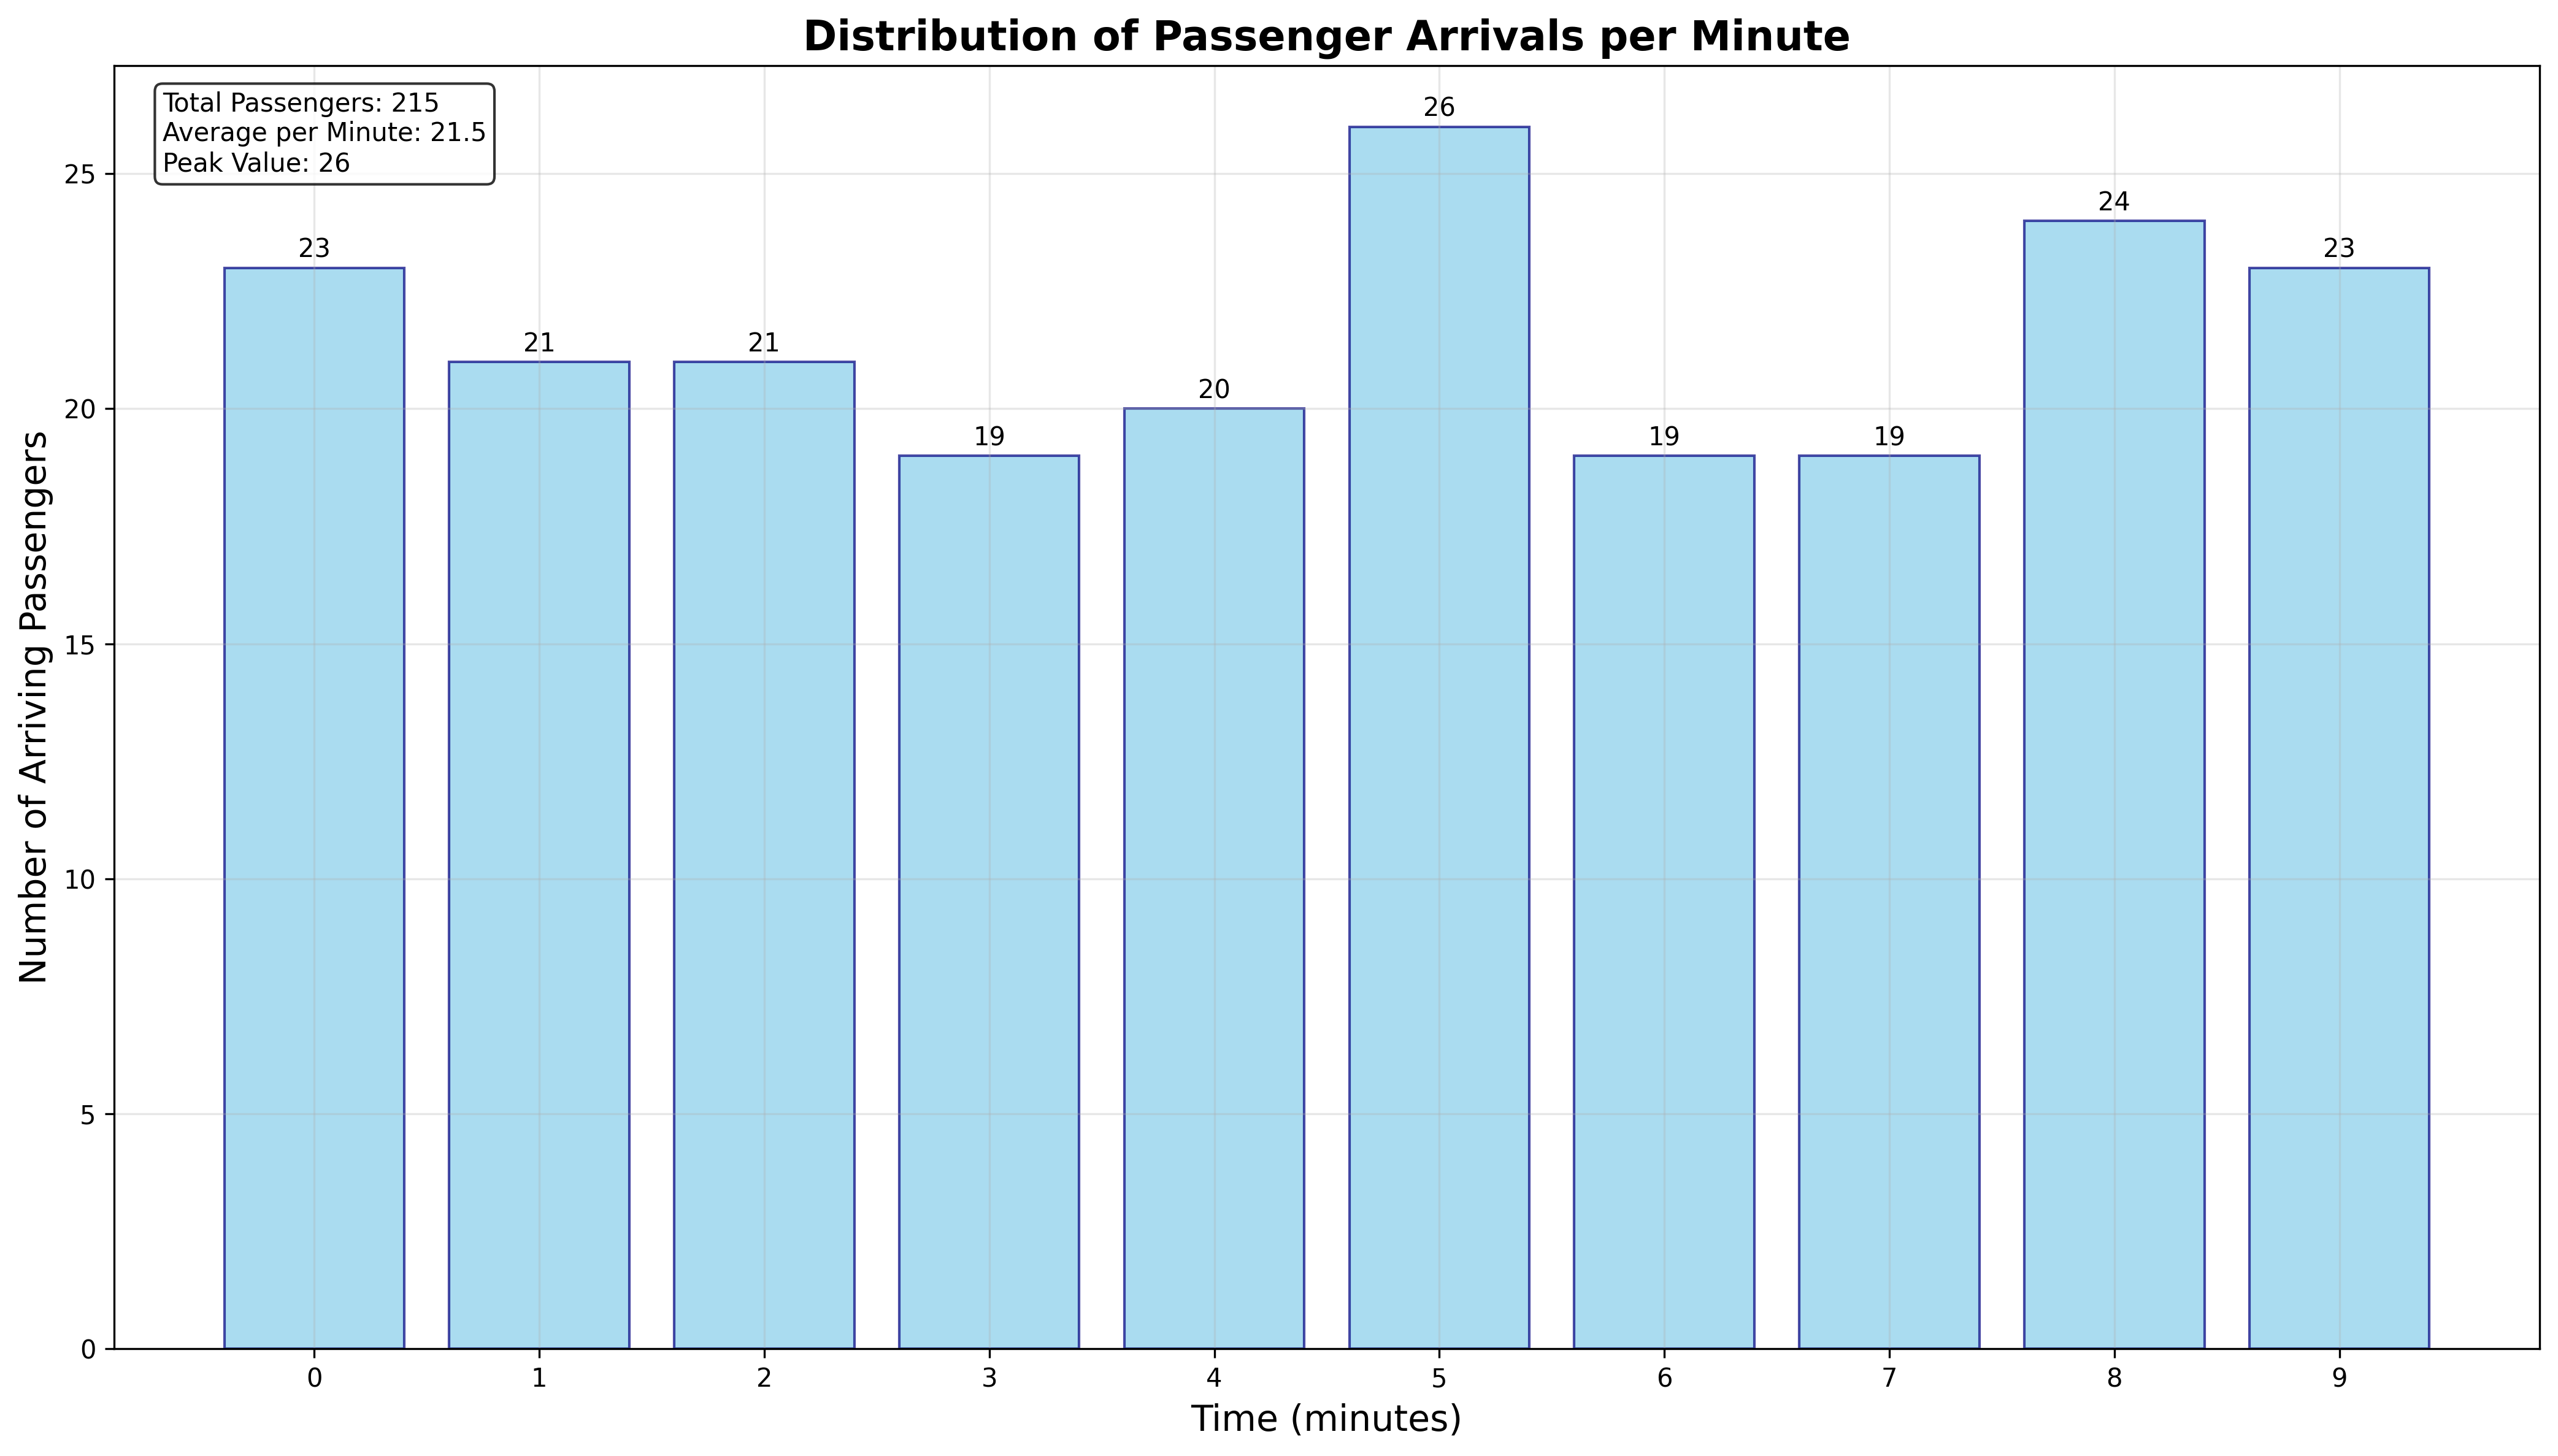 Distribution of Passenger Arrivals per Minute
Total Passengers: 215
Average per Minute: 21.5
Peak Value: 26
Number of Arriving Passengers
25
20
15
10
5
0
23
21
21
19
20
26
19
19
24
23
0 1 2 3 4 5 6 7 8 9
Time (minutes)